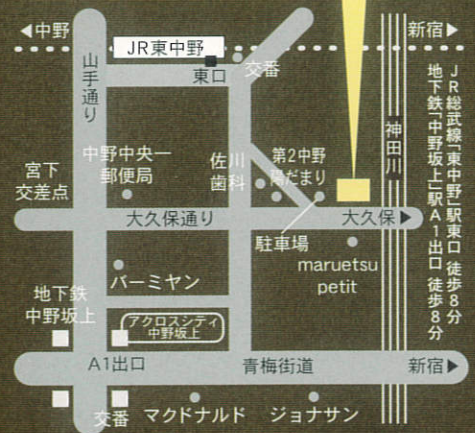 ◀中野
新宿▶
JR東中野
東口
交番
山手通り
神田川
JR総武線「東中野」駅東口 徒歩8分
地下鉄「中野坂上」駅A1出口 徒歩8分
中野中央一
郵便局
佐川
歯科
第2中野
陽だまり
宮下
交差点
大久保通り
大久保▶
駐車場
maruetsu
petit
バーミヤン
地下鉄
中野坂上
アクロスシティ
中野坂上
A1出口
青梅街道
新宿▶
交番
マクドナルド
ジョナサン